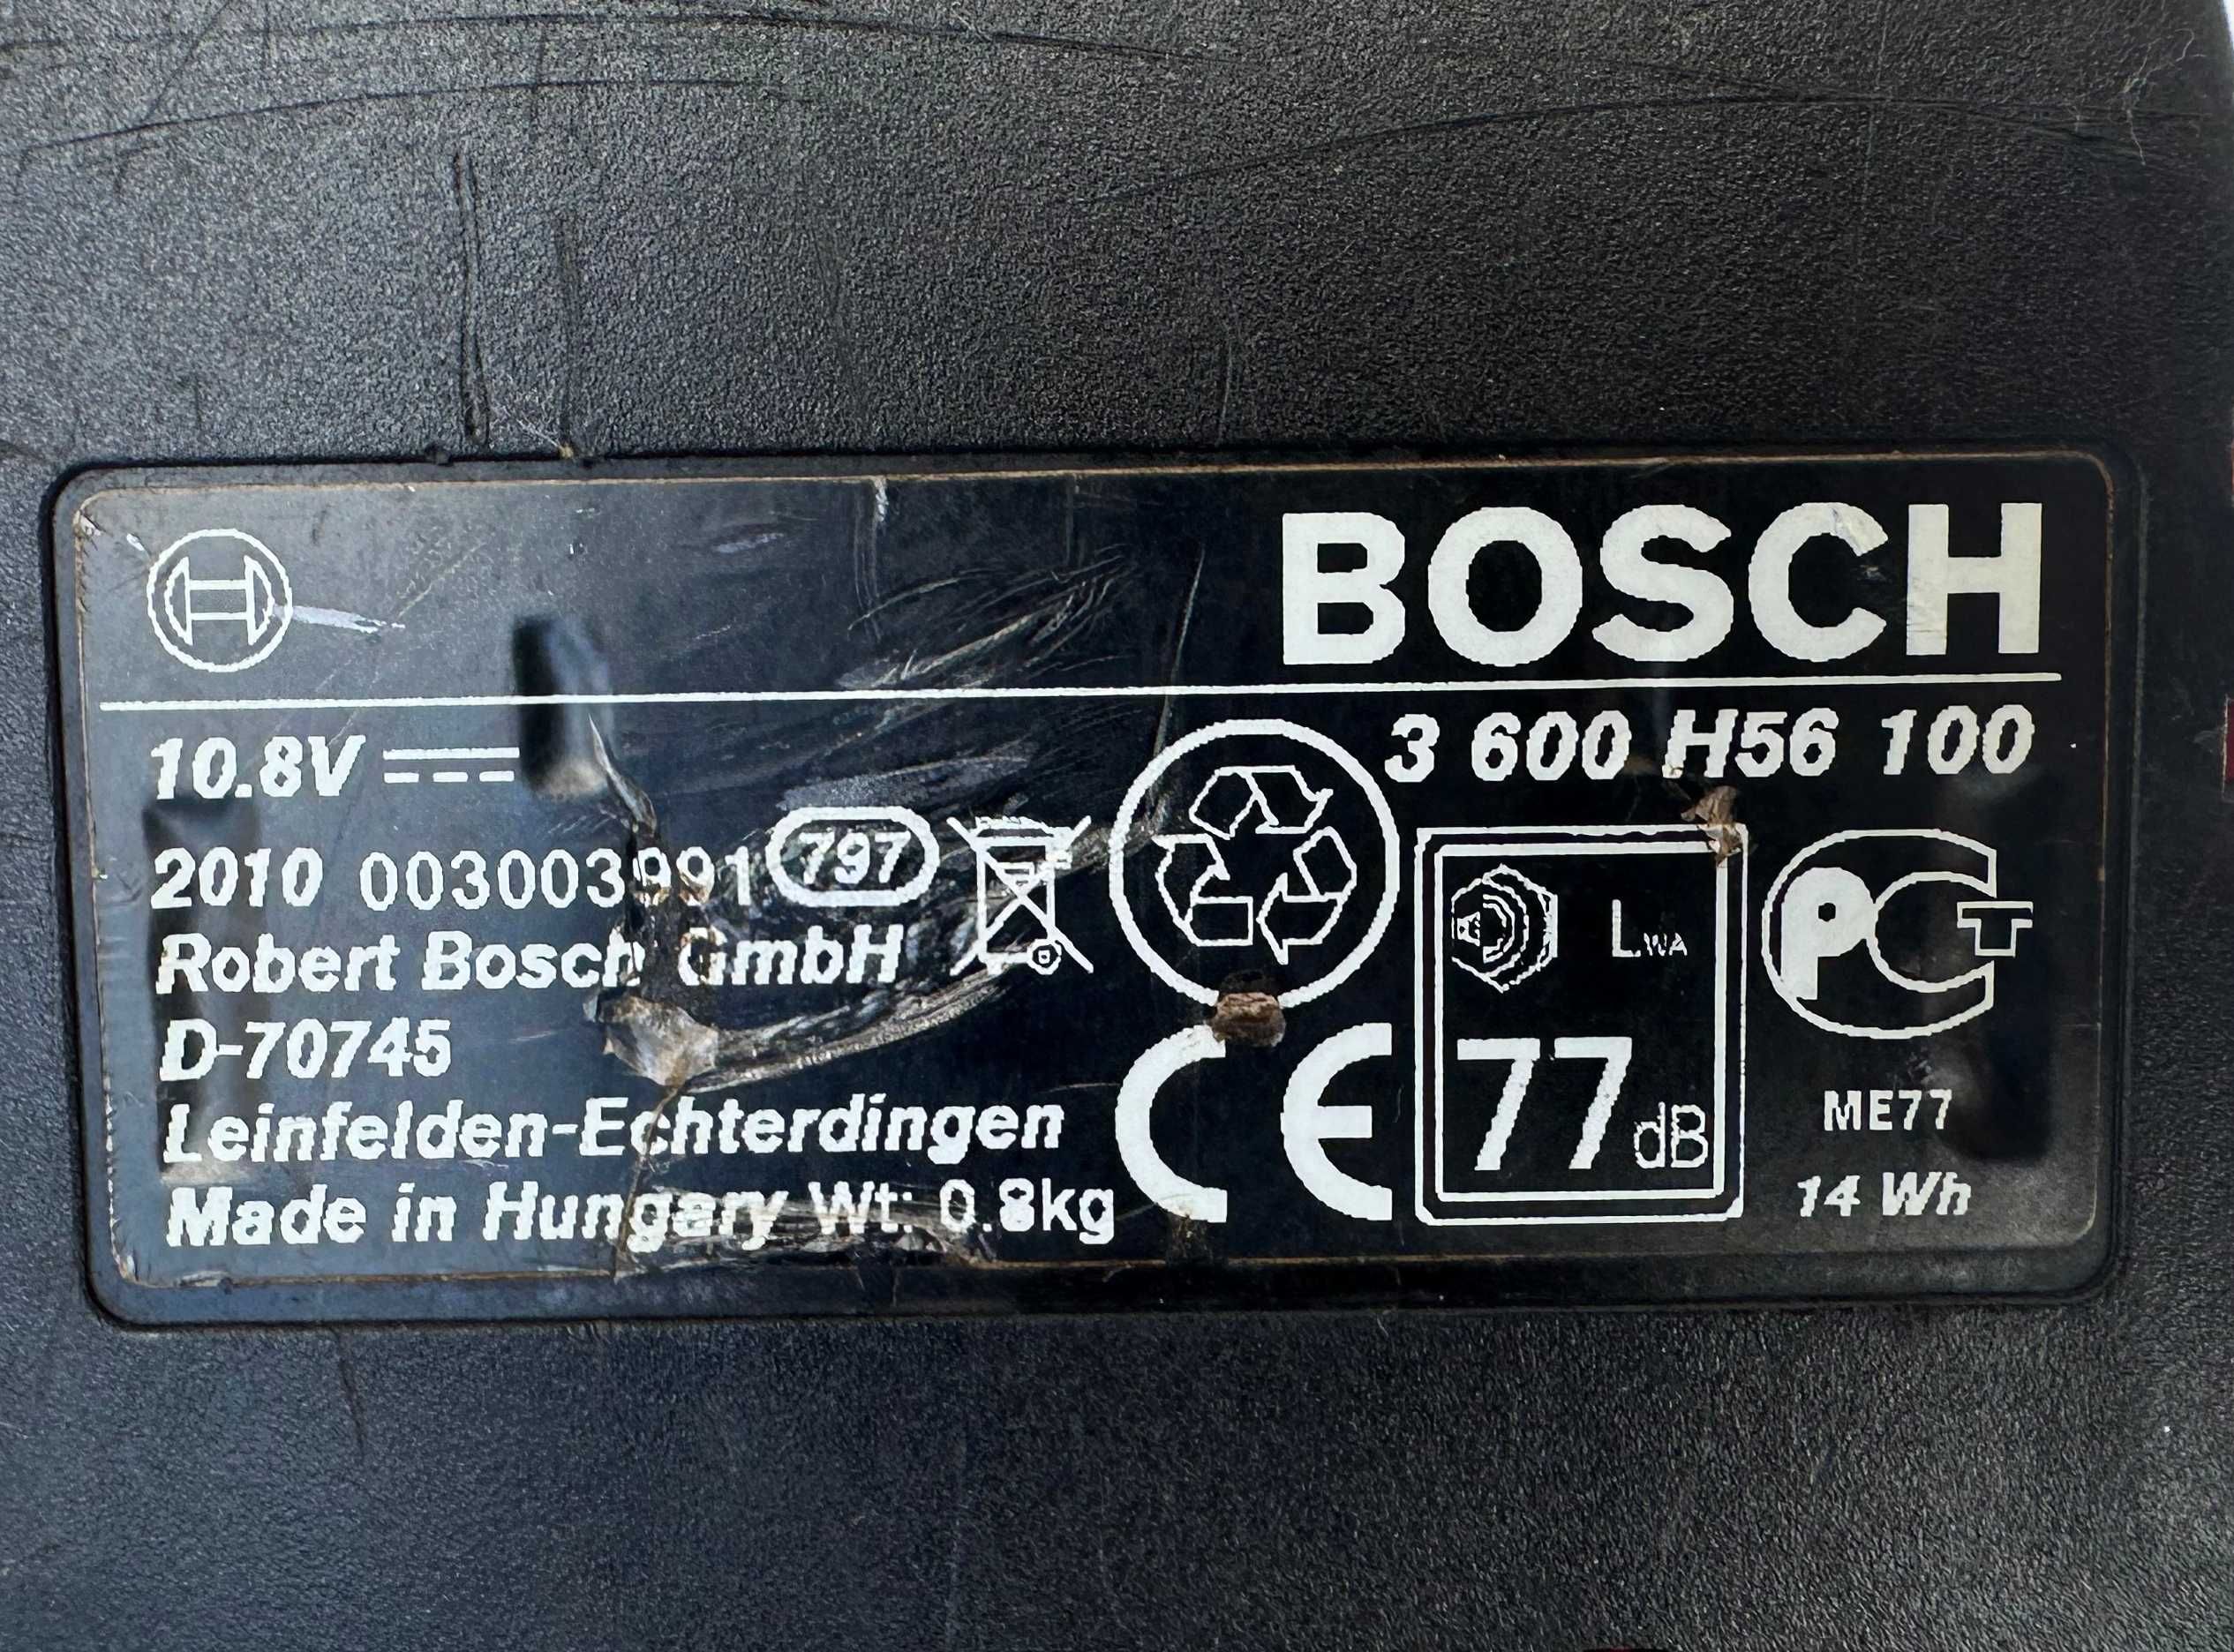 BOSCH
10.8V
3 600 H56 100
2010 003003991 797
Robert Bosch GmbH
D-70745
Leinfelden-Echterdingen
Made in Hungary Wt: 0.8kg
CE
LWA
77 dB
PCT
ME77
14 Wh